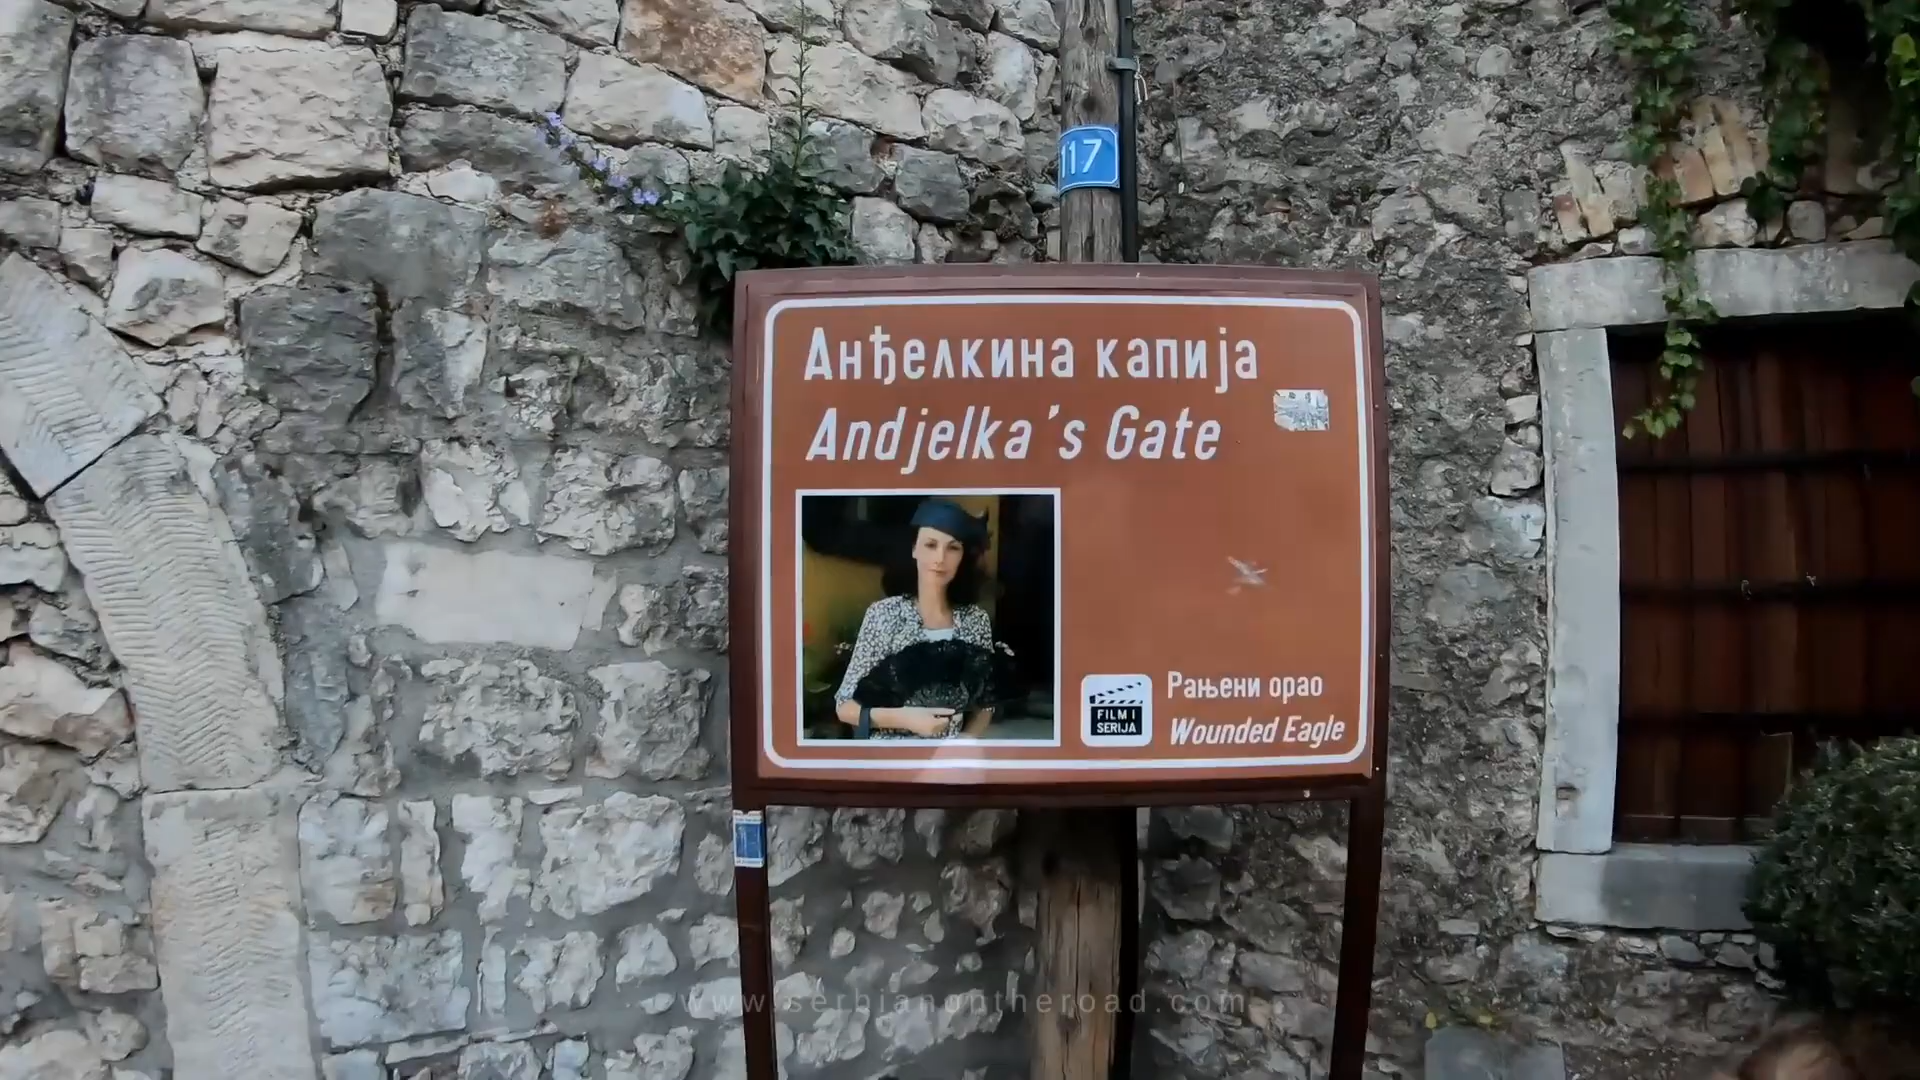 117
Анђелкина капија
Andjelka's Gate
FILM I
SERIJA
Рањени орао
Wounded Eagle
www.serbianontheroad.com